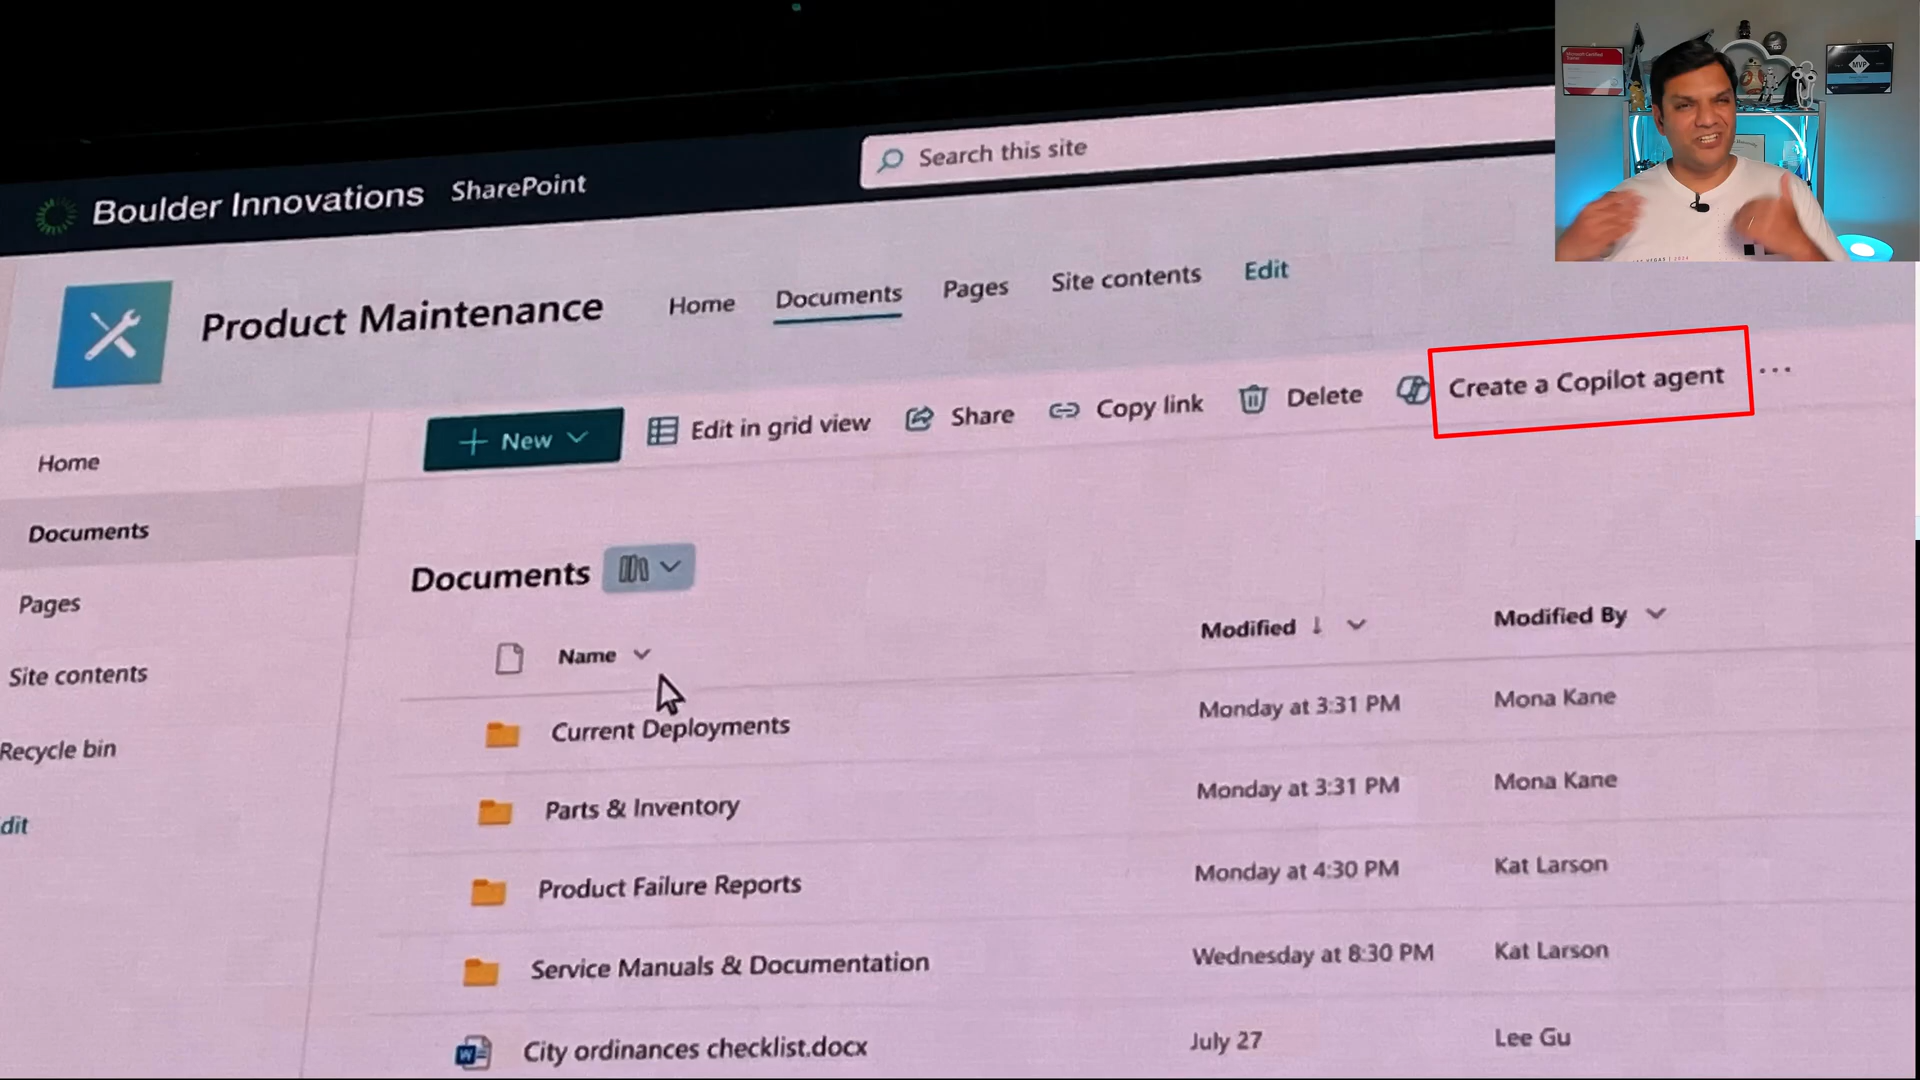 Boulder Innovations SharePoint
Search this site
MVP
Product Maintenance
Home Documents Pages Site contents Edit
+ New Edit in grid view Share Copy link Delete Create a Copilot agent ...
Home
Documents
Pages
Site contents
Recycle bin
dit
Documents
Name Modified ↓ Modified By
Current Deployments Monday at 3:31 PM Mona Kane
Parts & Inventory Monday at 3:31 PM Mona Kane
Product Failure Reports Monday at 4:30 PM Kat Larson
Service Manuals & Documentation Wednesday at 8:30 PM Kat Larson
W City ordinances checklist.docx July 27 Lee Gu